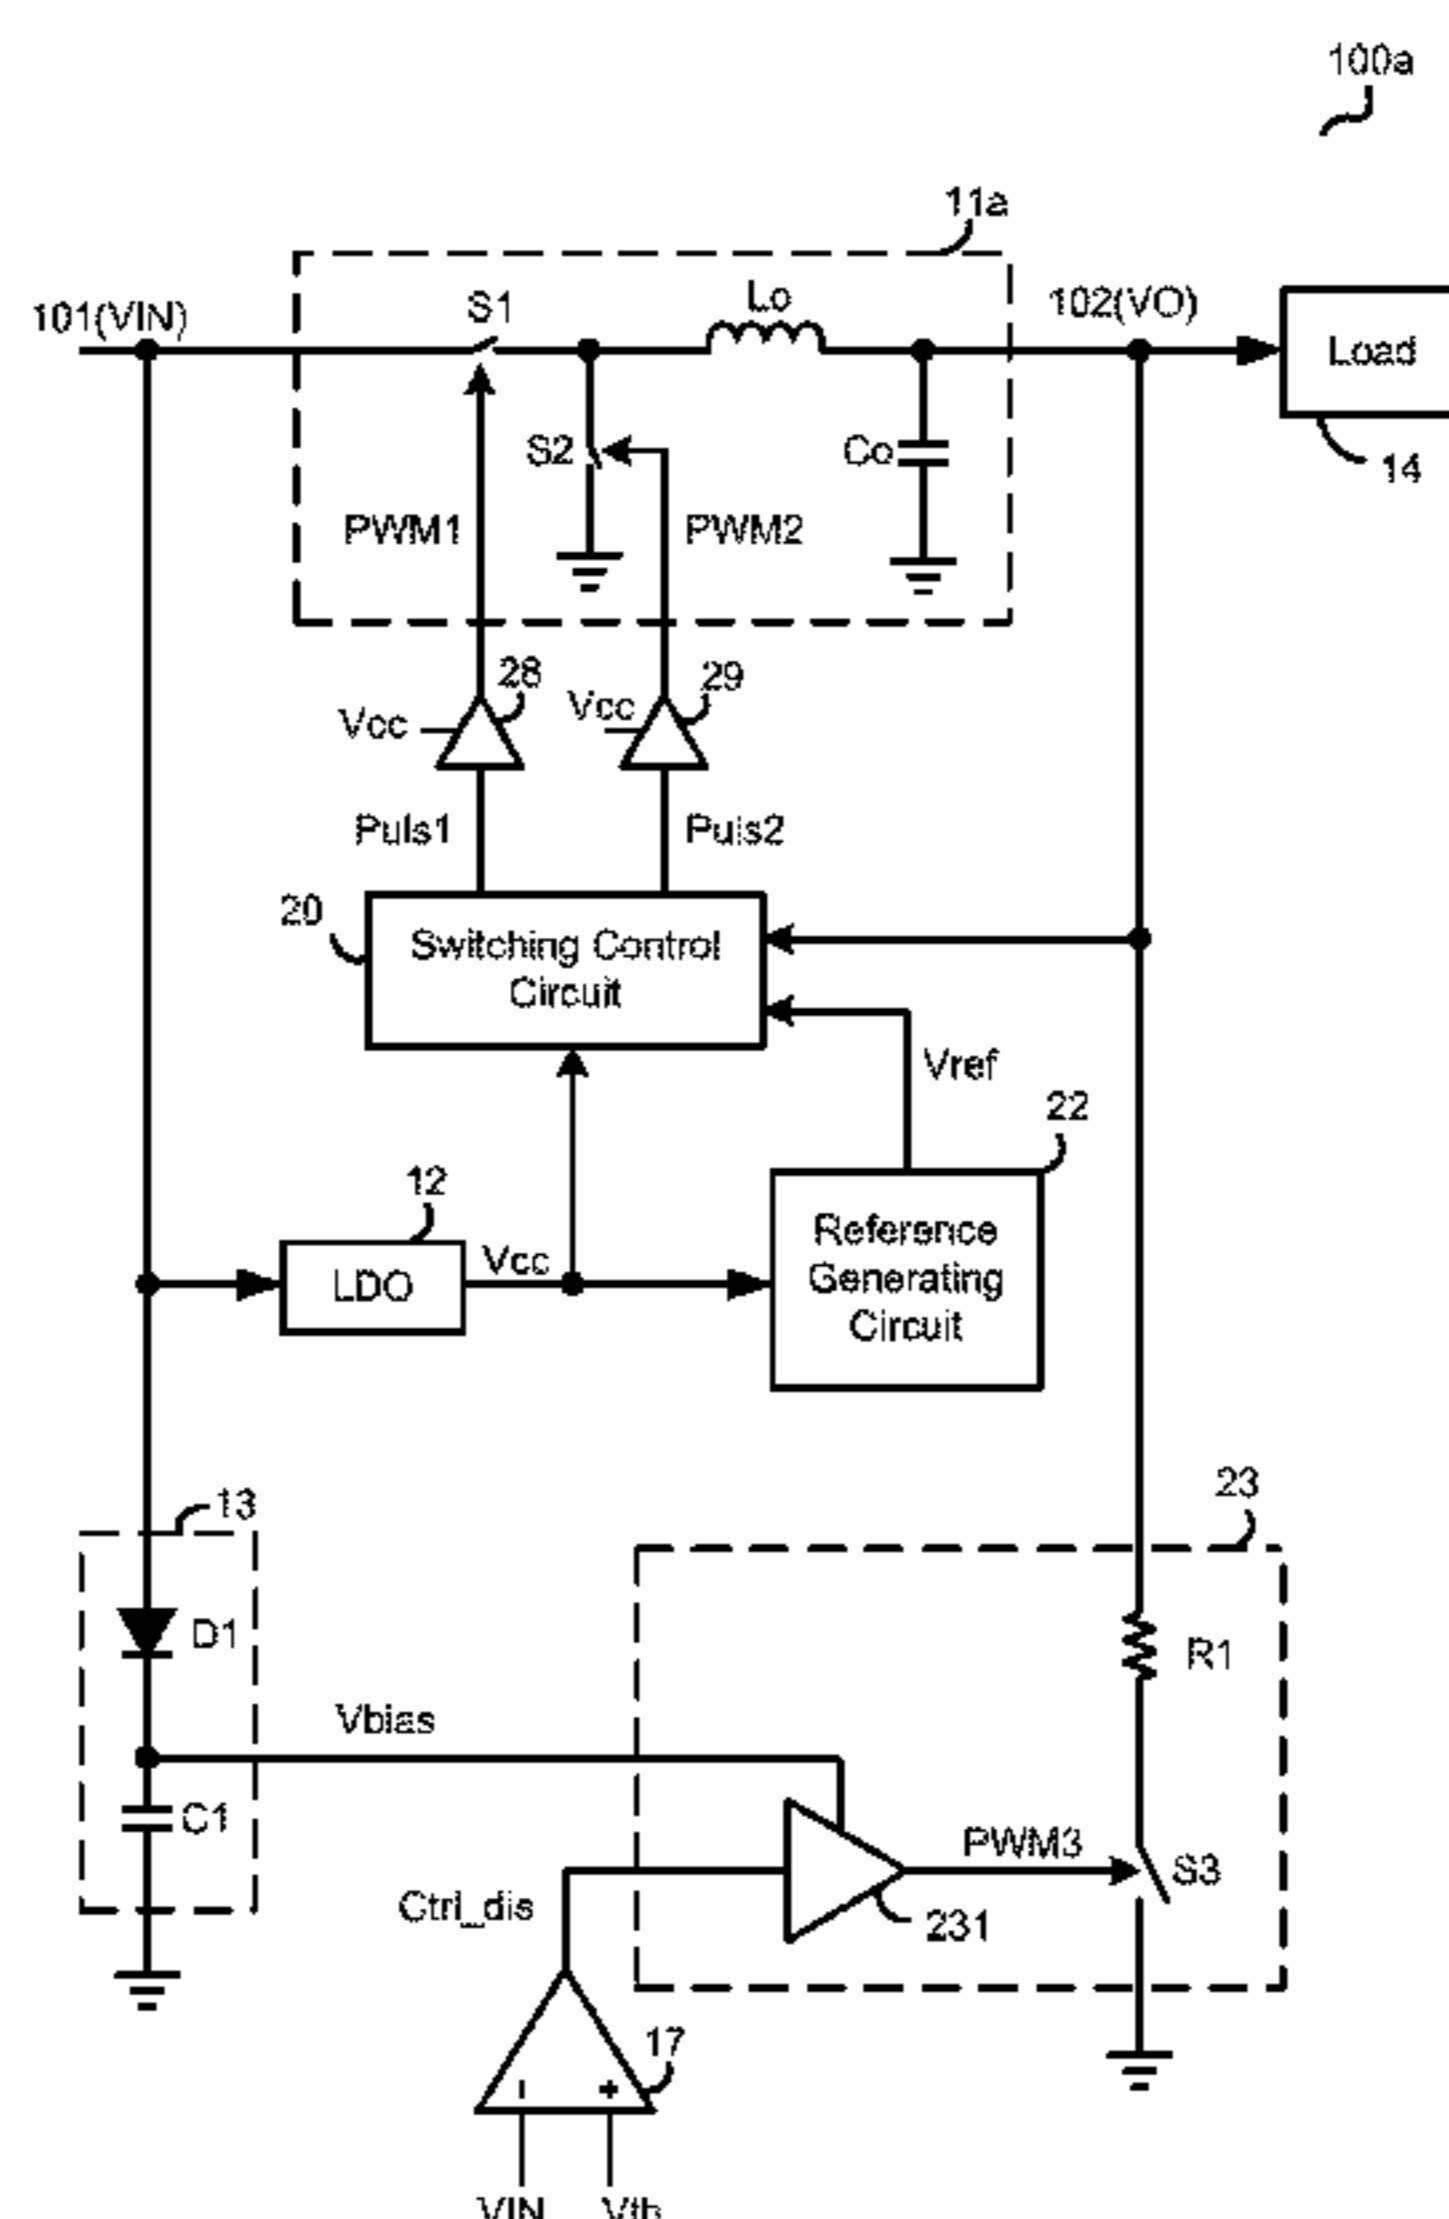 100a
11a
101(VIN)
S1
Lo
102(VO)
Load
S2
Co
14
PWM1
PWM2
28
29
Vcc
Vcc
Puls1
Puls2
20
Switching Control
Circuit
Vref
22
12
Vcc
LDO
Reference
Generating
Circuit
13
23
D1
R1
Vbias
C1
PWM3
S3
Ctrl_dis
231
17
-
+
VIN
Vth